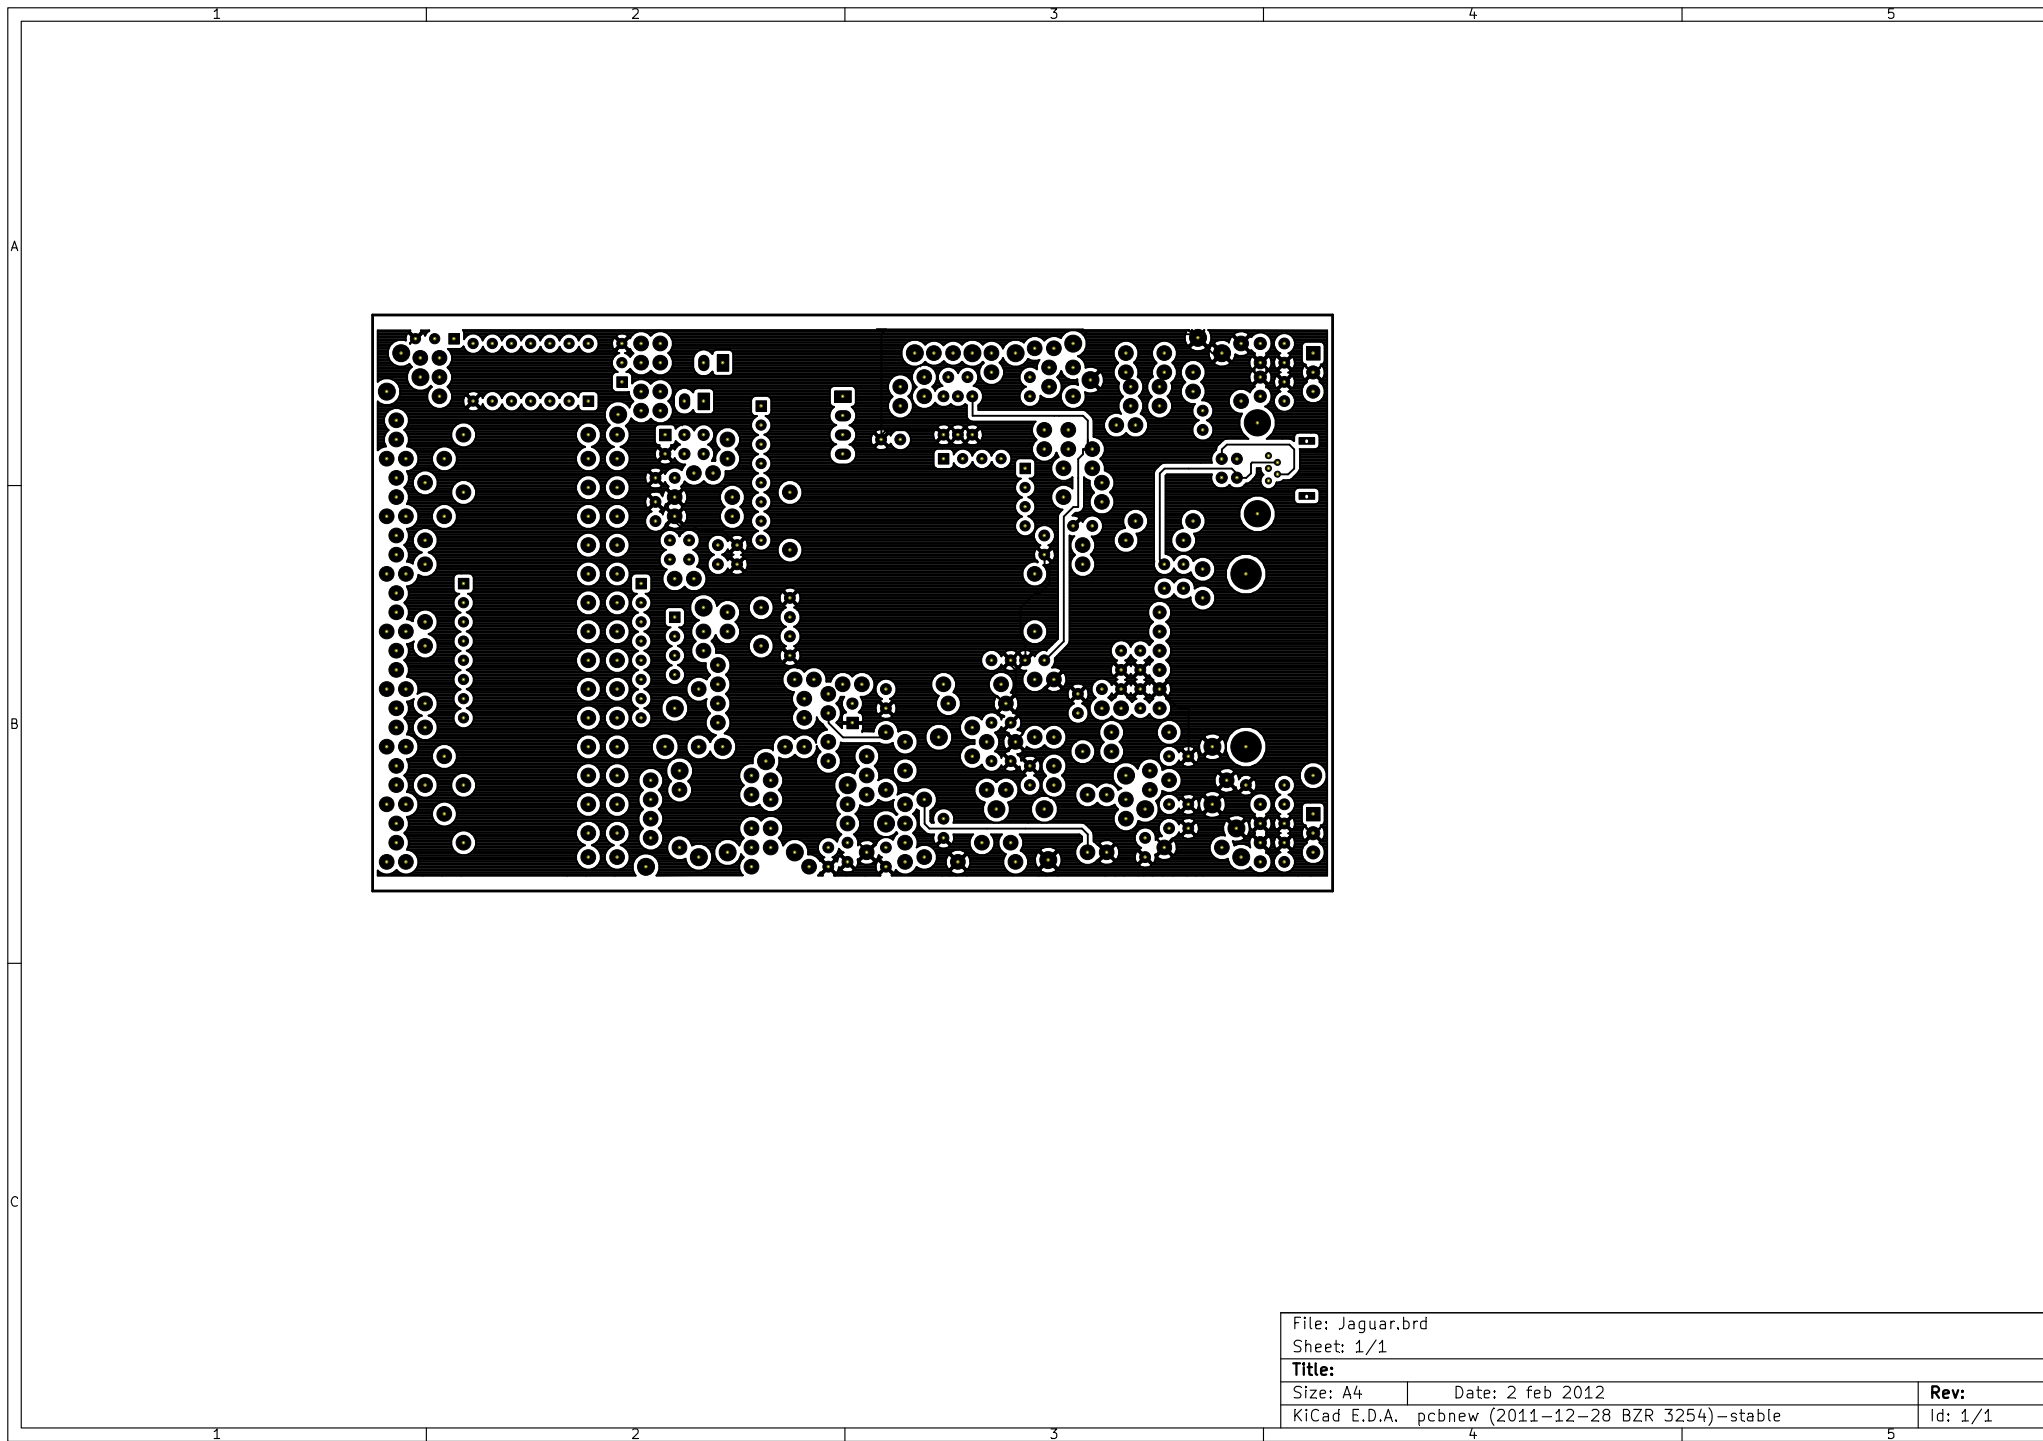 1 2 3 4 5
A
B
C
File: Jaguar.brd
Sheet: 1/1
Title:
Size: A4 Date: 2 feb 2012 Rev:
KiCad E.D.A. pcbnew (2011-12-28 BZR 3254)-stable Id: 1/1
1 2 3 4 5